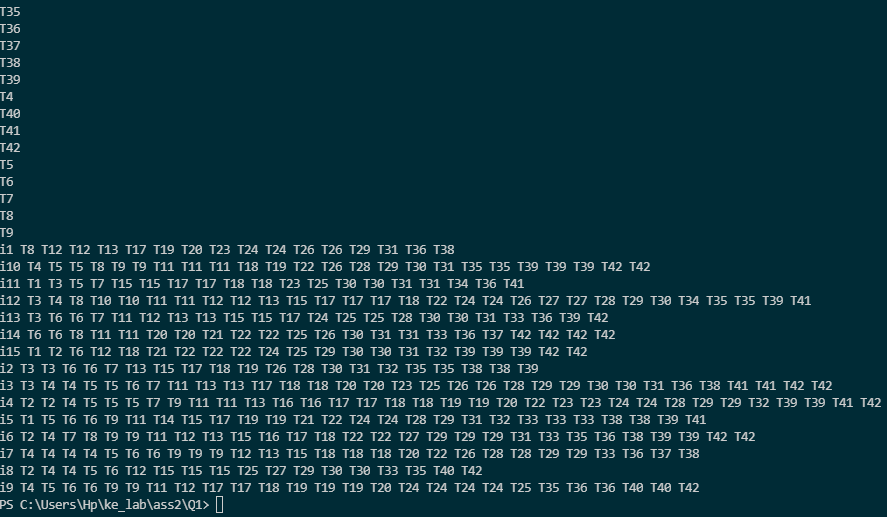 T35
T36
T37
T38
T39
T4
T40
T41
T42
T5
T6
T7
T8
T9
i1 T8 T12 T12 T13 T17 T19 T20 T23 T24 T24 T26 T26 T29 T31 T36 T38
i10 T4 T5 T5 T8 T9 T9 T11 T11 T11 T18 T19 T22 T26 T28 T29 T30 T31 T35 T35 T39 T39 T39 T42 T42
i11 T1 T3 T5 T7 T15 T15 T17 T17 T18 T18 T23 T25 T30 T30 T31 T31 T34 T36 T41
i12 T3 T4 T8 T10 T10 T11 T11 T12 T12 T13 T15 T17 T17 T17 T18 T22 T24 T24 T26 T27 T27 T28 T29 T30 T34 T35 T35 T39 T41
i13 T3 T6 T6 T7 T11 T12 T13 T13 T15 T15 T17 T24 T25 T25 T28 T30 T30 T31 T33 T36 T39 T42
i14 T6 T6 T8 T11 T11 T20 T20 T21 T22 T22 T25 T26 T30 T31 T31 T33 T36 T37 T42 T42 T42 T42
i15 T1 T2 T6 T12 T18 T21 T22 T22 T22 T24 T25 T29 T30 T30 T31 T32 T39 T39 T39 T42 T42
i2 T3 T3 T6 T6 T7 T13 T15 T17 T18 T19 T26 T28 T30 T31 T32 T35 T35 T38 T38 T39
i3 T3 T4 T4 T5 T5 T6 T7 T11 T13 T13 T17 T18 T18 T20 T20 T23 T25 T26 T26 T28 T29 T29 T30 T30 T31 T36 T38 T41 T41 T42 T42
i4 T2 T2 T4 T5 T5 T5 T7 T9 T11 T11 T13 T16 T16 T17 T17 T18 T18 T19 T19 T20 T22 T23 T23 T24 T24 T28 T29 T29 T32 T39 T39 T41 T42
i5 T1 T5 T6 T6 T9 T11 T14 T15 T17 T19 T19 T21 T22 T24 T24 T28 T29 T31 T32 T33 T33 T33 T38 T38 T39 T41
i6 T2 T4 T7 T8 T9 T9 T11 T12 T13 T15 T16 T17 T18 T22 T22 T27 T29 T29 T29 T31 T33 T35 T36 T38 T39 T39 T42 T42
i7 T4 T4 T4 T5 T6 T6 T9 T9 T9 T12 T13 T15 T18 T18 T18 T20 T22 T26 T28 T28 T29 T29 T33 T36 T37 T38
i8 T2 T4 T4 T5 T6 T12 T15 T15 T15 T25 T27 T29 T30 T30 T33 T35 T40 T42
i9 T4 T5 T6 T6 T9 T11 T12 T17 T17 T18 T19 T19 T19 T20 T24 T24 T24 T24 T25 T35 T36 T36 T40 T40 T42
PS C:\Users\Hp\ke_lab\ass2\Q1>